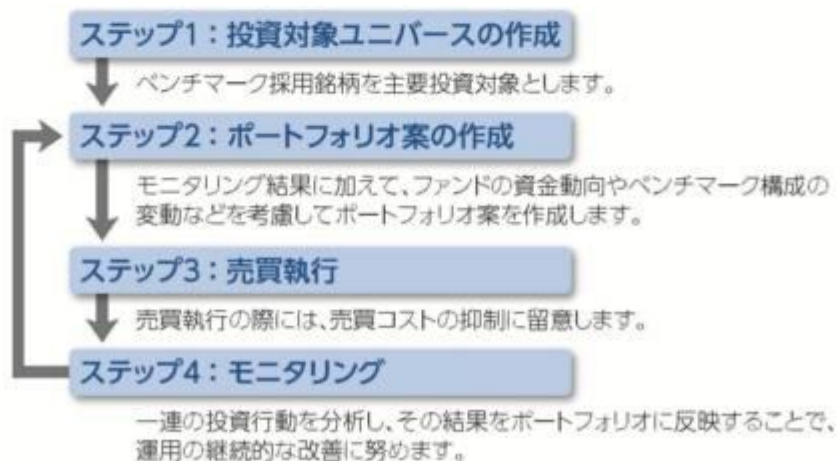 ステップ1：投資対象ユニバースの作成
ベンチマーク採用銘柄を主要投資対象とします。
ステップ2：ポートフォリオ案の作成
モニタリング結果に加えて、ファンドの資金動向やベンチマーク構成の
変動などを考慮してポートフォリオ案を作成します。
ステップ3：売買執行
売買執行の際には、売買コストの抑制に留意します。
ステップ4：モニタリング
一連の投資行動を分析し、その結果をポートフォリオに反映することで、
運用の継続的な改善に努めます。